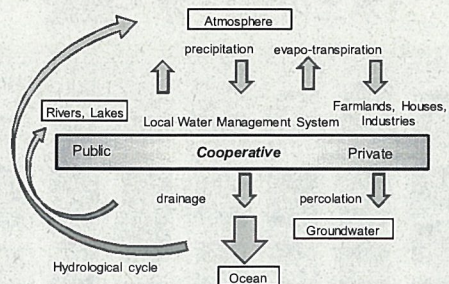 Atmosphere
precipitation evapo-transpiration
Rivers, Lakes
Local Water Management System
Farmlands, Houses,
Industries
Public Cooperative Private
drainage percolation
Groundwater
Hydrological cycle
Ocean